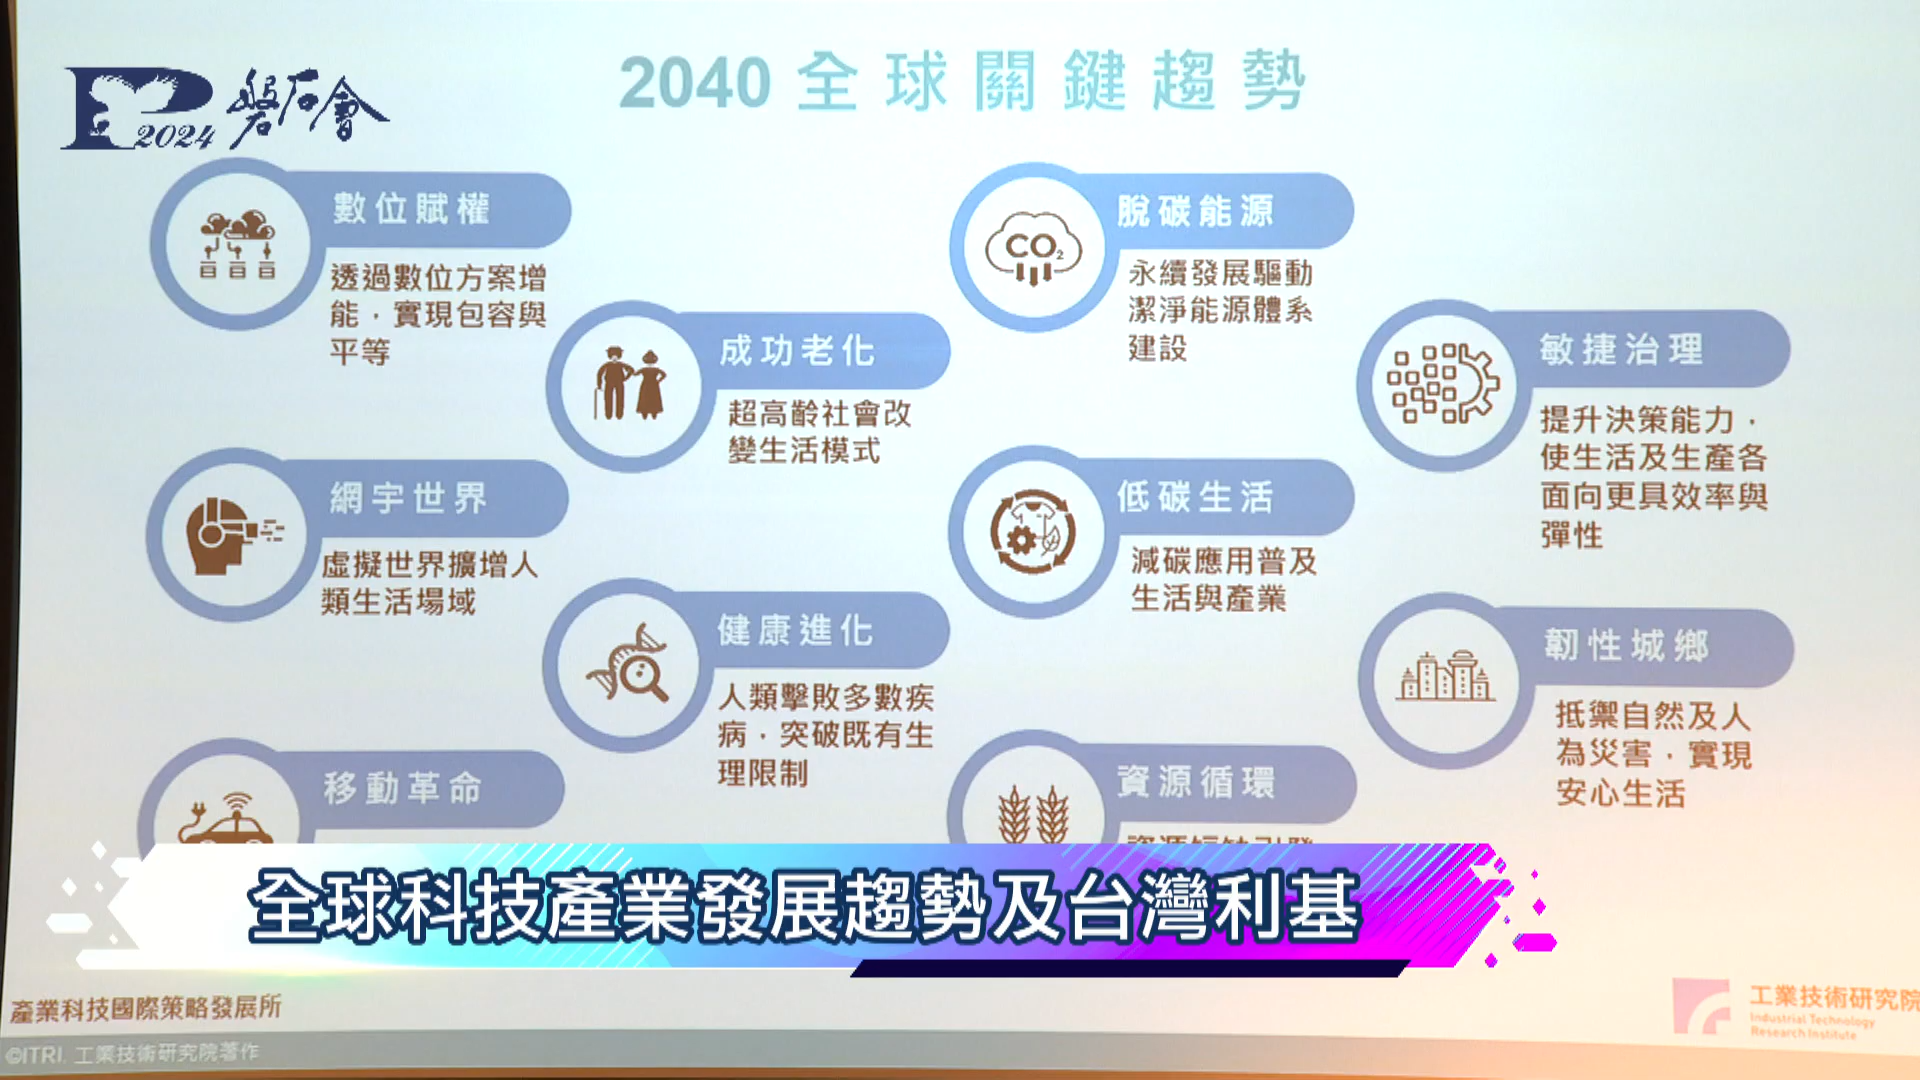 2024 磐石會
2040 全球關鍵趨勢
數位賦權
透過數位方案增
能，實現包容與
平等
成功老化
超高齡社會改
變生活模式
脫碳能源
CO2
永續發展驅動
潔淨能源體系
建設
敏捷治理
提升決策能力，
使生活及生產各
面向更具效率與
彈性
網宇世界
虛擬世界擴增人
類生活場域
健康進化
人類擊敗多數疾
病，突破既有生
理限制
低碳生活
減碳應用普及
生活與產業
韌性城鄉
抵禦自然及人
為災害，實現
安心生活
移動革命
資源循環
全球科技產業發展趨勢及台灣利基
產業科技國際策略發展所
©ITRI. 工業技術研究院著作
工業技術研究院
Industrial Technology
Research Institute